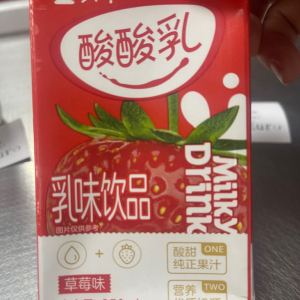 酸酸乳
Milky
Drink
乳味饮品
图片仅供参考
+
酸甜 ONE
纯正果汁
草莓味
营养 TWO